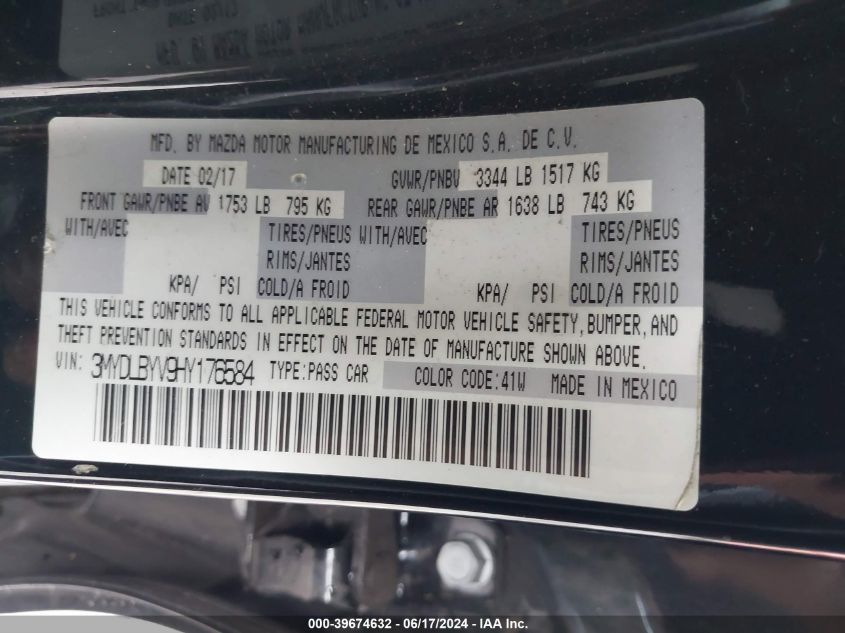 MFD. BY MAZDA MOTOR MANUFACTURING DE MEXICO S.A. DE C.V.
DATE 02/17 GVWR/PNBV 3344 LB 1517 KG
FRONT GAWR/PNBE AV 1753 LB 795 KG REAR GAWR/PNBE AR 1638 LB 743 KG
WITH/AVEC TIRES/PNEUS WITH/AVEC TIRES/PNEUS
RIMS/JANTES RIMS/JANTES
KPA/ PSI COLD/A FROID KPA/ PSI COLD/A FROID
THIS VEHICLE CONFORMS TO ALL APPLICABLE FEDERAL MOTOR VEHICLE SAFETY, BUMPER, AND
THEFT PREVENTION STANDARDS IN EFFECT ON THE DATE OF MANUFACTURE SHOWN ABOVE.
VIN: 3MYDLBYV9HY176584 TYPE:PASS CAR COLOR CODE:41W MADE IN MEXICO
000-39674632 - 06/17/2024 - IAA Inc.